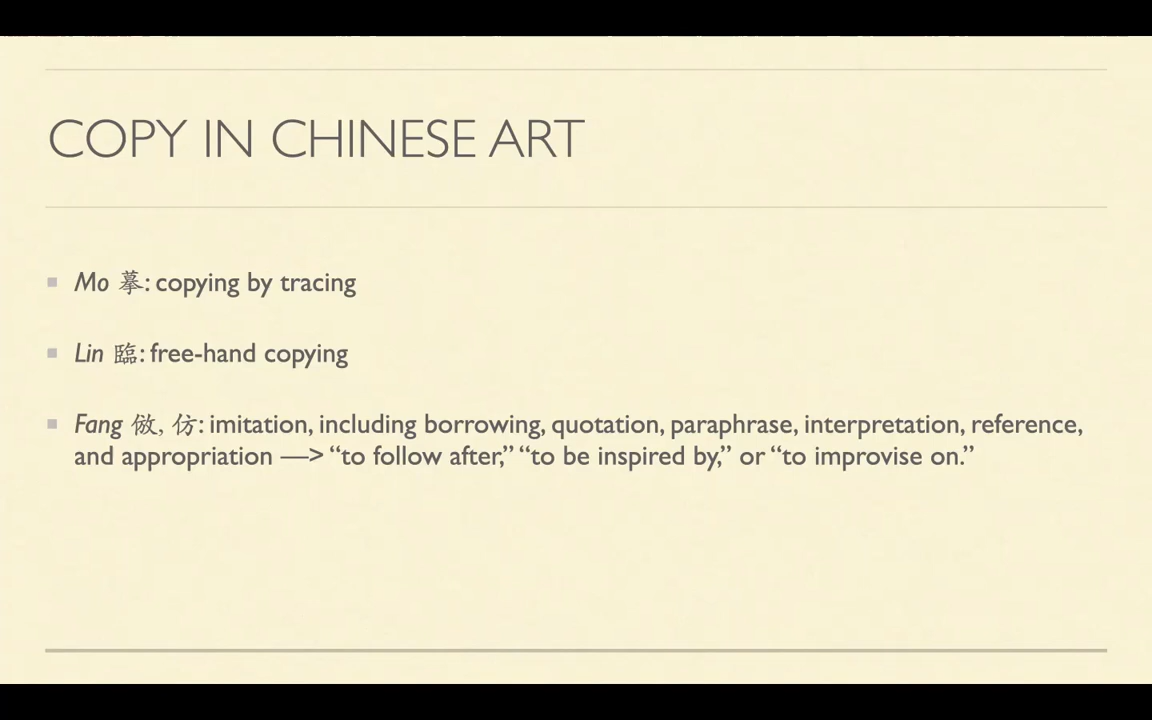 COPY IN CHINESE ART
Mo 摹: copying by tracing
Lin 臨: free-hand copying
Fang 倣, 仿: imitation, including borrowing, quotation, paraphrase, interpretation, reference,
and appropriation —> “to follow after,” “to be inspired by,” or “to improvise on.”